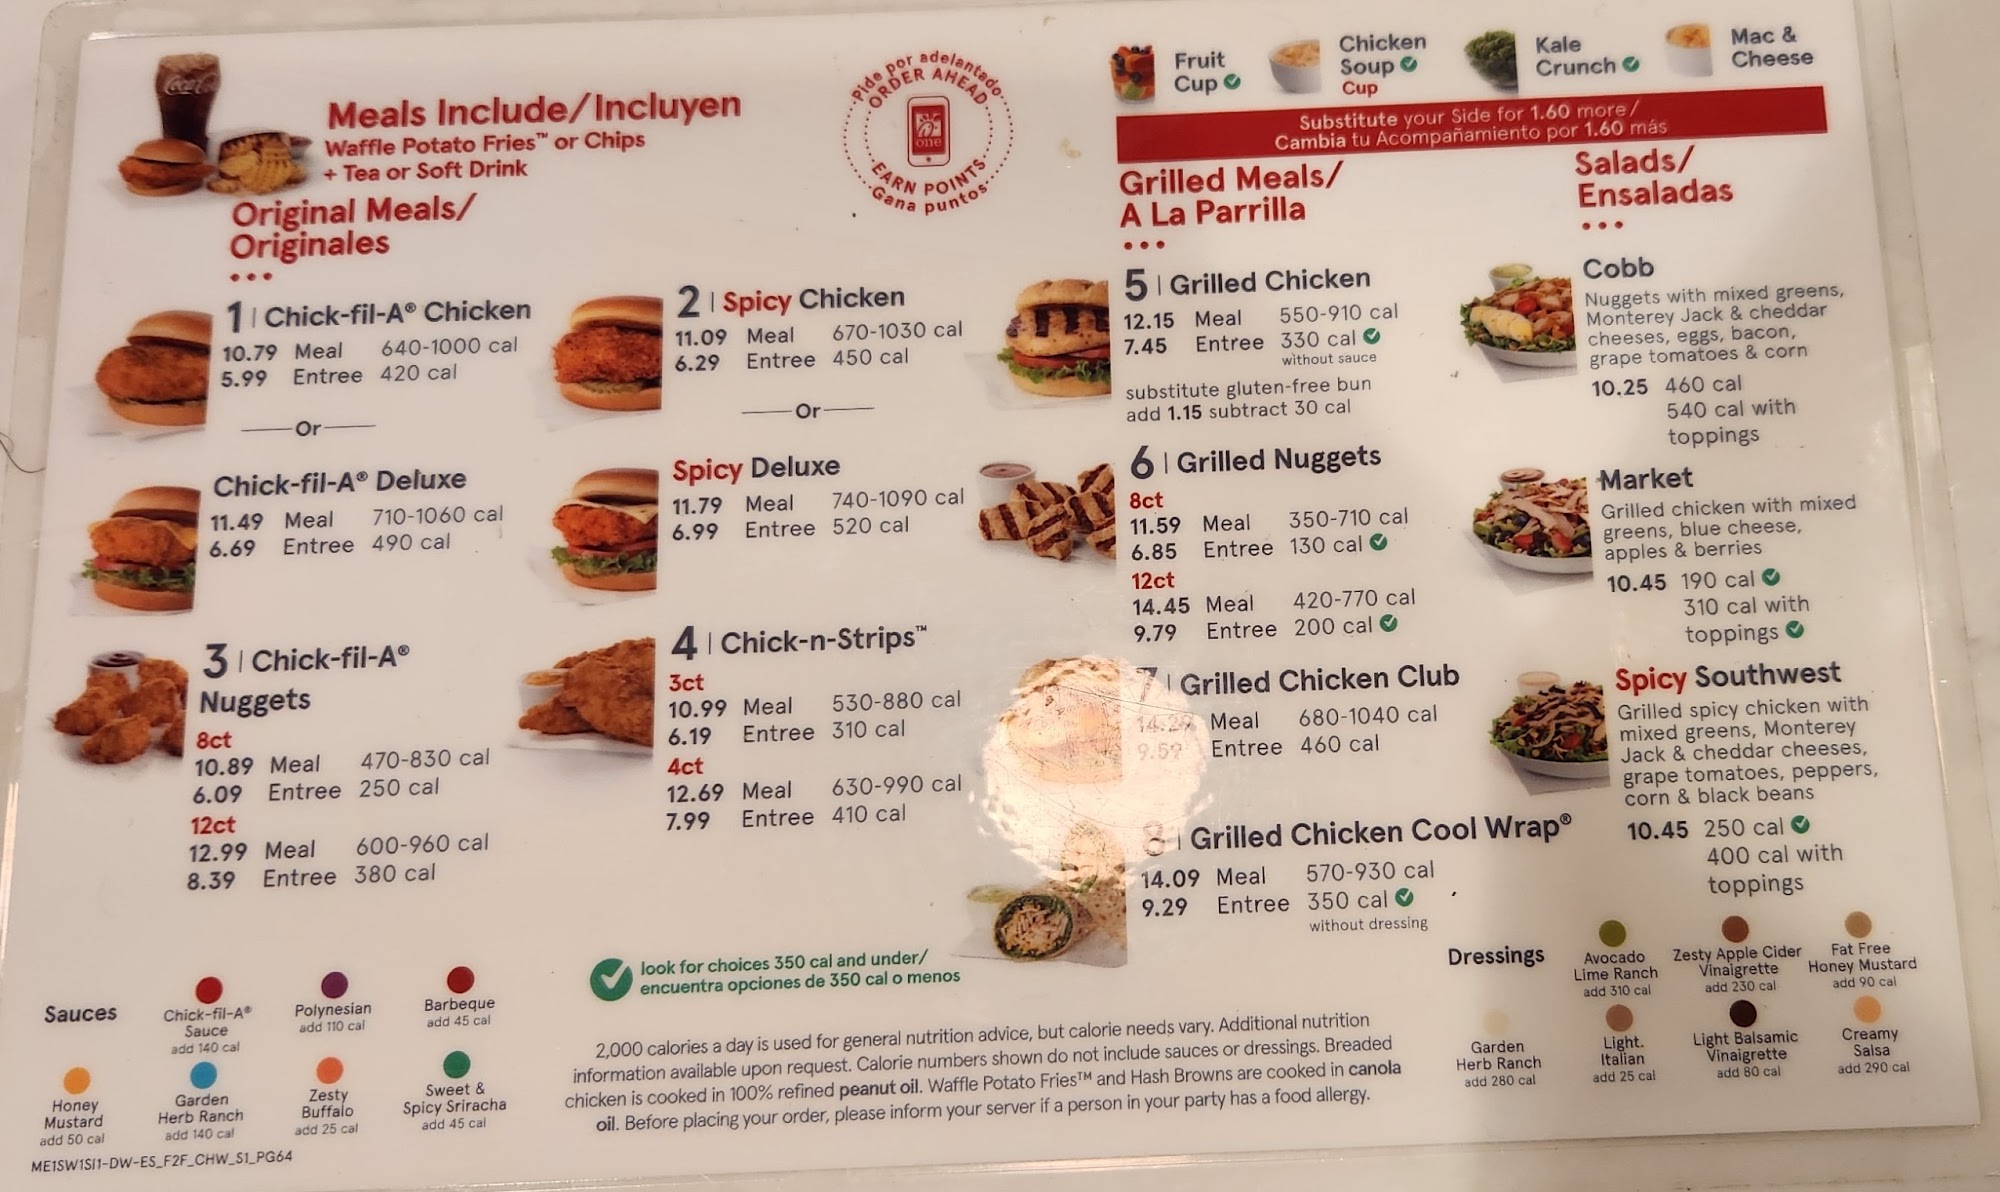 Coca-Cola
Meals Include/Incluyen
Waffle Potato Fries™ or Chips
+ Tea or Soft Drink
Pide por adelantado
ORDER AHEAD
one
EARN POINTS
Gana puntos
Fruit
Cup
Chicken
Soup
Cup
Kale
Crunch
Mac &
Cheese
Substitute your Side for 1.60 more/
Cambia tu Acompañamiento por 1.60 más
Original Meals/
Originales
1 | Chick-fil-A® Chicken
10.79 Meal 640-1000 cal
5.99 Entree 420 cal
Or
Chick-fil-A® Deluxe
11.49 Meal 710-1060 cal
6.69 Entree 490 cal
3 | Chick-fil-A®
Nuggets
8ct
10.89 Meal 470-830 cal
6.09 Entree 250 cal
12ct
12.99 Meal 600-960 cal
8.39 Entree 380 cal
2 | Spicy Chicken
11.09 Meal 670-1030 cal
6.29 Entree 450 cal
Or
Spicy Deluxe
11.79 Meal 740-1090 cal
6.99 Entree 520 cal
4 | Chick-n-Strips™
3ct
10.99 Meal 530-880 cal
6.19 Entree 310 cal
4ct
12.69 Meal 630-990 cal
7.99 Entree 410 cal
Grilled Meals/
A La Parrilla
5 | Grilled Chicken
12.15 Meal 550-910 cal
7.45 Entree 330 cal
without sauce
substitute gluten-free bun
add 1.15 subtract 30 cal
6 | Grilled Nuggets
8ct
11.59 Meal 350-710 cal
6.85 Entree 130 cal
12ct
14.45 Meal 420-770 cal
9.79 Entree 200 cal
7 | Grilled Chicken Club
14.29 Meal 680-1040 cal
9.59 Entree 460 cal
8 | Grilled Chicken Cool Wrap®
14.09 Meal 570-930 cal
9.29 Entree 350 cal
without dressing
Salads/
Ensaladas
Cobb
Nuggets with mixed greens,
Monterey Jack & cheddar
cheeses, eggs, bacon,
grape tomatoes & corn
10.25 460 cal
540 cal with
toppings
Market
Grilled chicken with mixed
greens, blue cheese,
apples & berries
10.45 190 cal
310 cal with
toppings
Spicy Southwest
Grilled spicy chicken with
mixed greens, Monterey
Jack & cheddar cheeses,
grape tomatoes, peppers,
corn & black beans
10.45 250 cal
400 cal with
toppings
Sauces
Chick-fil-A®
Sauce
add 140 cal
Polynesian
add 110 cal
Barbeque
add 45 cal
Honey
Mustard
add 50 cal
Garden
Herb Ranch
add 140 cal
Zesty
Buffalo
add 25 cal
Sweet &
Spicy Sriracha
add 45 cal
look for choices 350 cal and under/
encuentra opciones de 350 cal o menos
2,000 calories a day is used for general nutrition advice, but calorie needs vary. Additional nutrition
information available upon request. Calorie numbers shown do not include sauces or dressings. Breaded
chicken is cooked in 100% refined peanut oil. Waffle Potato Fries™ and Hash Browns are cooked in canola
oil. Before placing your order, please inform your server if a person in your party has a food allergy.
Dressings
Avocado
Lime Ranch
add 310 cal
Zesty Apple Cider
Vinaigrette
add 230 cal
Fat Free
Honey Mustard
add 90 cal
Garden
Herb Ranch
add 280 cal
Light.
Italian
add 25 cal
Light Balsamic
Vinaigrette
add 80 cal
Creamy
Salsa
add 290 cal
ME1SW1SI1-DW-ES_F2F_CHW_S1_PG64